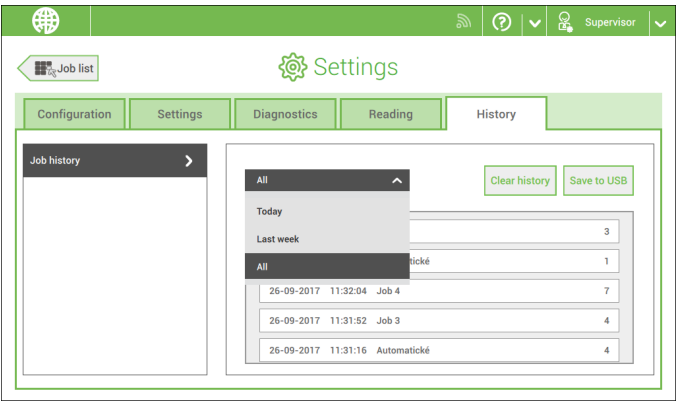 Supervisor
Job list
Settings
Configuration
Settings
Diagnostics
Reading
History
Job history
All
Clear history
Save to USB
Today
Last week
All
3
tické 1
26-09-2017 11:32:04 Job 4 7
26-09-2017 11:31:52 Job 3 4
26-09-2017 11:31:16 Automatické 4